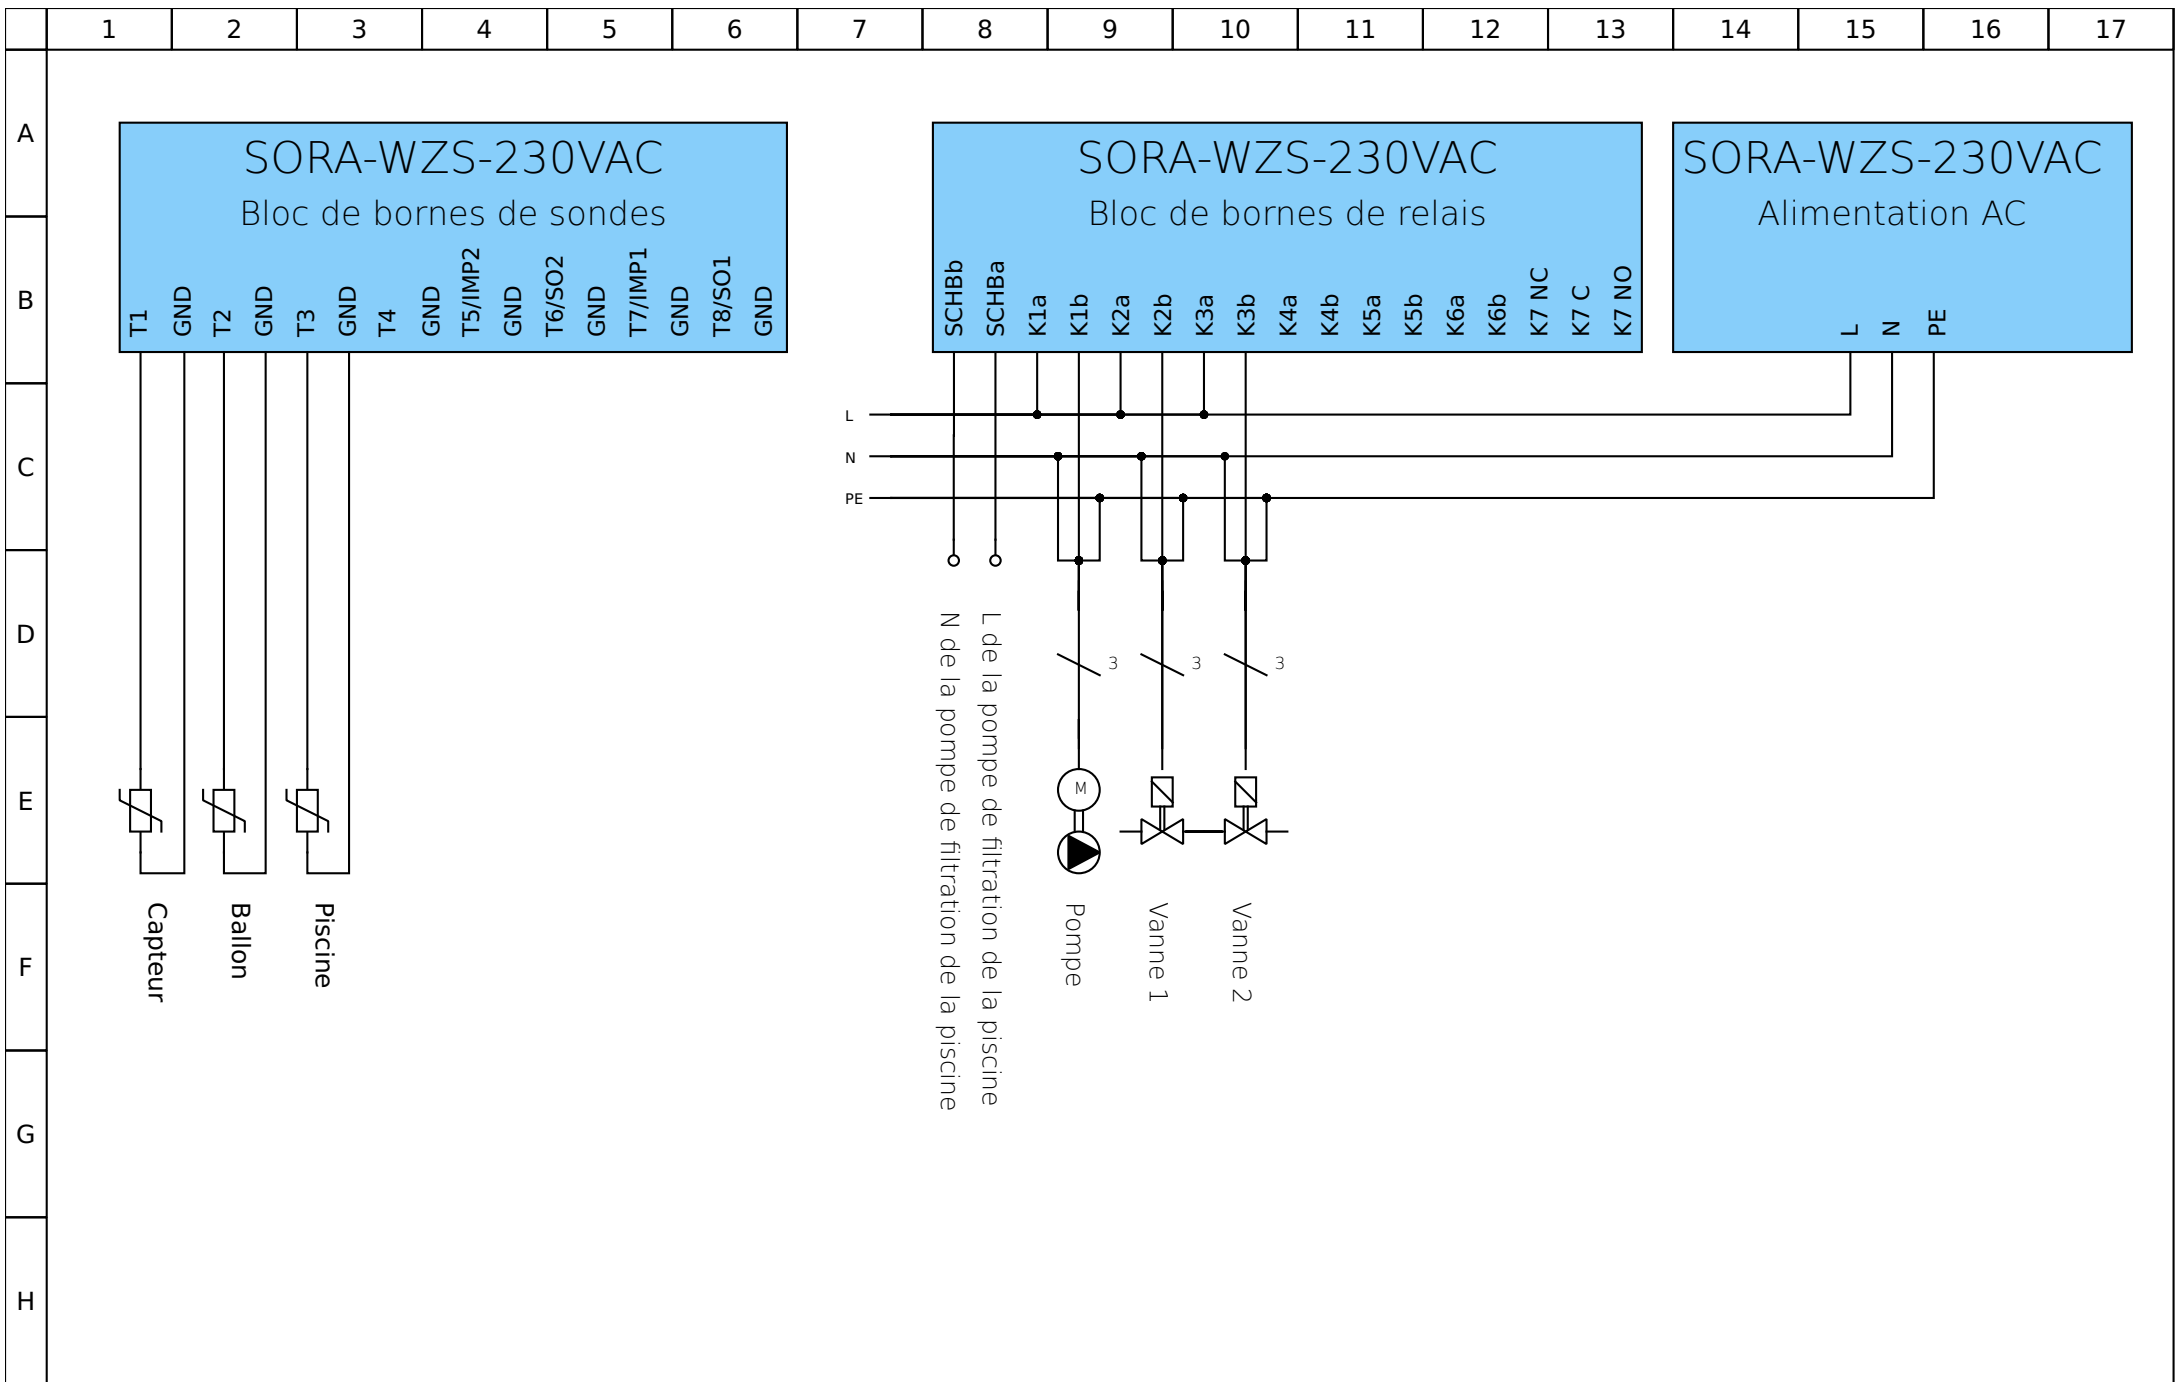 1 2 3 4 5 6 7 8 9 10 11 12 13 14 15 16 17
A
B
C
D
E
F
G
H
SORA-WZS-230VAC
Bloc de bornes de sondes
T1
GND
T2
GND
T3
GND
T4
GND
T5/IMP2
GND
T6/SO2
GND
T7/IMP1
GND
T8/SO1
GND
SORA-WZS-230VAC
Bloc de bornes de relais
SCHBb
SCHBa
K1a
K1b
K2a
K2b
K3a
K3b
K4a
K4b
K5a
K5b
K6a
K6b
K7 NC
K7 C
K7 NO
SORA-WZS-230VAC
Alimentation AC
L
N
PE
L
N
PE
N de la pompe de filtration de la piscine
L de la pompe de filtration de la piscine
3
3
3
M
Capteur
Ballon
Piscine
Pompe
Vanne 1
Vanne 2